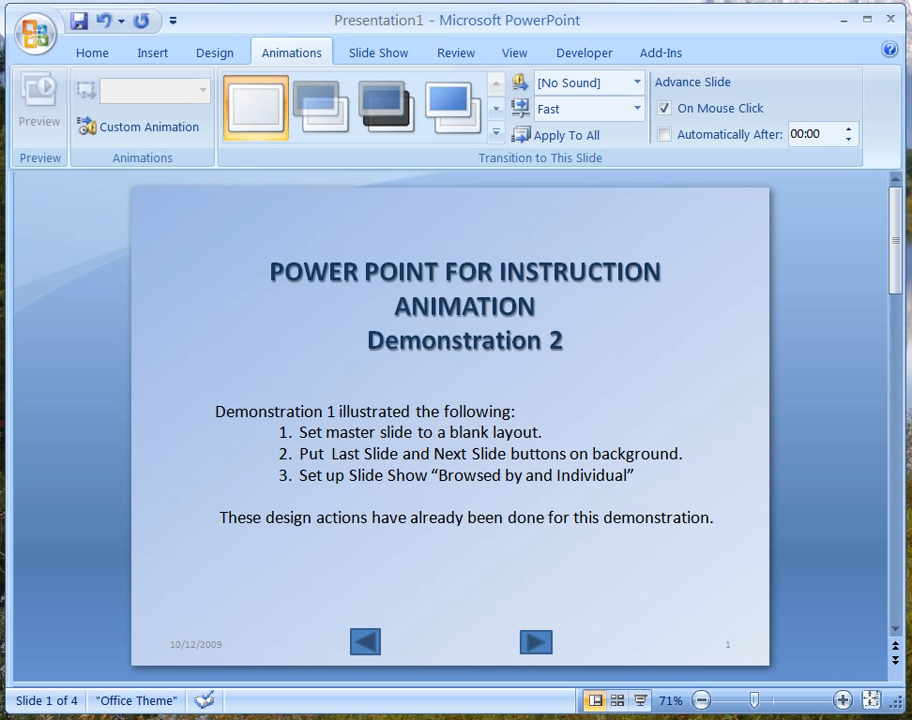 Presentation1 - Microsoft PowerPoint
Home Insert Design Animations Slide Show Review View Developer Add-Ins
Preview
Custom Animation
[No Sound]
Fast
Apply To All
Advance Slide
On Mouse Click
Automatically After: 00:00
Preview Animations Transition to This Slide
POWER POINT FOR INSTRUCTION
ANIMATION
Demonstration 2
Demonstration 1 illustrated the following:
1. Set master slide to a blank layout.
2. Put Last Slide and Next Slide buttons on background.
3. Set up Slide Show “Browsed by and Individual”
These design actions have already been done for this demonstration.
10/12/2009 1
Slide 1 of 4 "Office Theme" 71%